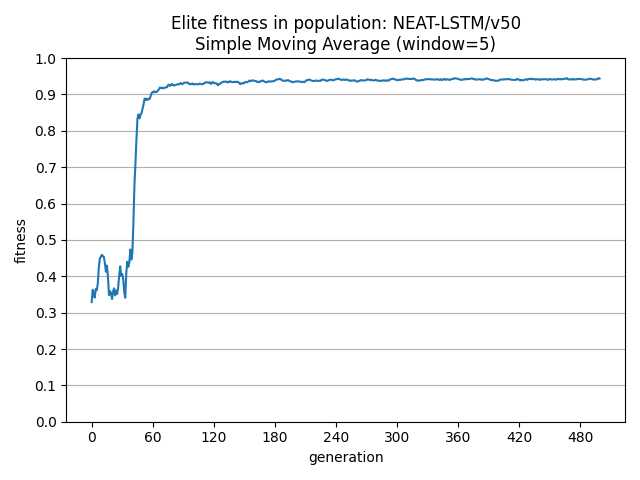 Elite fitness in population: NEAT-LSTM/v50
Simple Moving Average (window=5)
1.0
0.9
0.8
0.7
0.6
0.5
0.4
0.3
0.2
0.1
0.0
fitness
0 60 120 180 240 300 360 420 480
generation